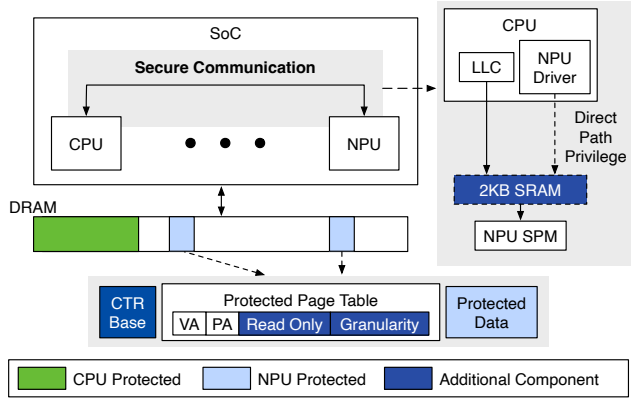 SoC
Secure Communication
CPU
NPU
CPU
LLC
NPU
Driver
Direct
Path
Privilege
2KB SRAM
NPU SPM
DRAM
CTR
Base
Protected Page Table
VA PA Read Only Granularity
Protected
Data
CPU Protected NPU Protected Additional Component